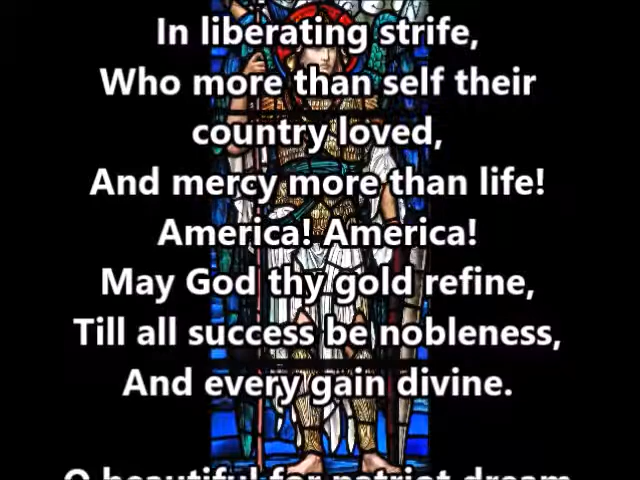 In liberating strife,
Who more than self their
country loved,
And mercy more than life!
America! America!
May God thy gold refine,
Till all success be nobleness,
And every gain divine.
O beautiful for patriot dream